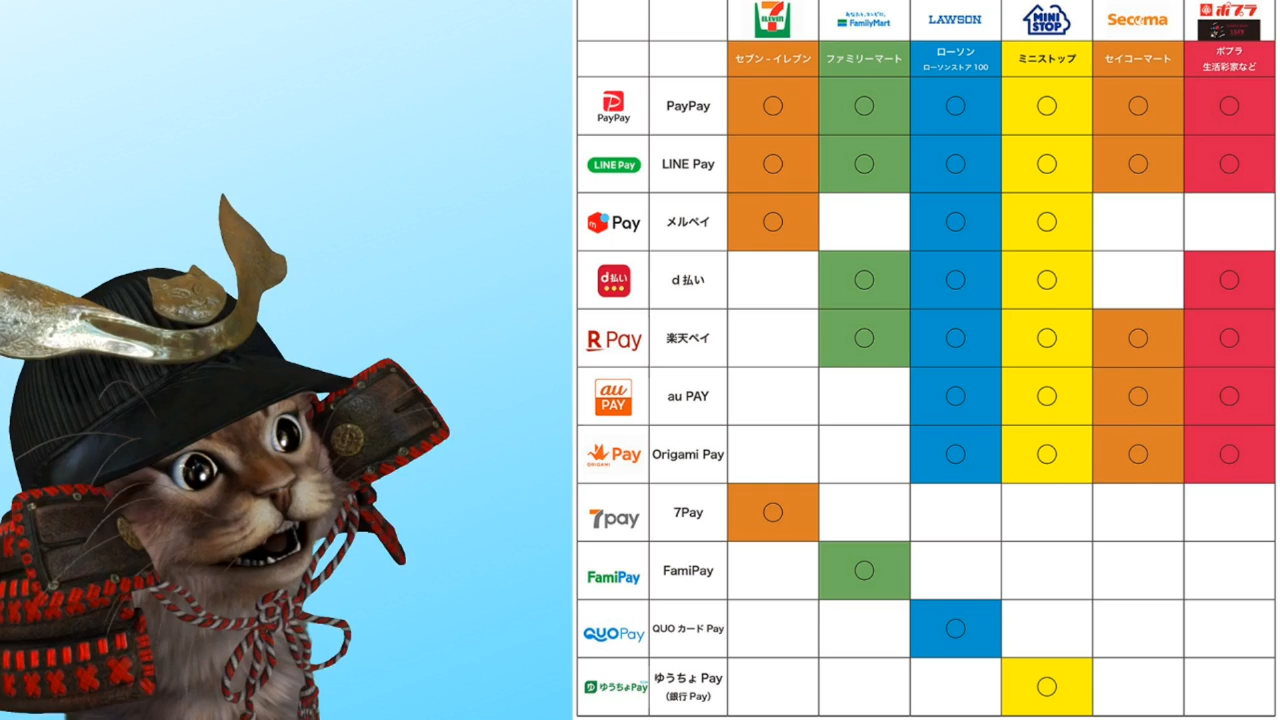 ELEVEN
あなたと、コンビに、
FamilyMart
LAWSON
MINI STOP
Secoma
ポプラ
セブン - イレブン
ファミリーマート
ローソン
ローソンストア 100
ミニストップ
セイコーマート
ポプラ
生活彩家など
PayPay
PayPay
○ ○ ○ ○ ○ ○
LINE Pay
LINE Pay
○ ○ ○ ○ ○ ○
m Pay
メルペイ
○ ○ ○
d払い
d 払い
○ ○ ○ ○
R Pay
楽天ペイ
○ ○ ○ ○ ○
au
PAY
au PAY
○ ○ ○ ○
Pay
ORIGAMI
Origami Pay
○ ○ ○ ○
7pay
7Pay
○
FamiPay
FamiPay
○
QUOPay
QUO カード Pay
○
ゆうちょPay
ゆうちょ Pay
（銀行 Pay）
○